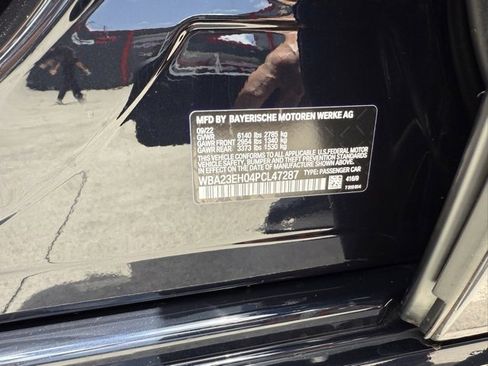 MFD BY BAYERISCHE MOTOREN WERKE AG
09/22
GVWR 6140 lbs 2785 kg
GAWR FRONT 2954 lbs 1340 kg
GAWR REAR 3373 lbs 1530 kg
THIS VEHICLE CONFORMS TO ALL APPLICABLE U.S. FEDERAL MOTOR
VEHICLE SAFETY, BUMPER AND THEFT PREVENTION STANDARDS IN
EFFECT ON THE DATE OF MANUFACTURE SHOWN ABOVE.
WBA23EH04PCL47287 TYPE: PASSENGER CAR
416/9